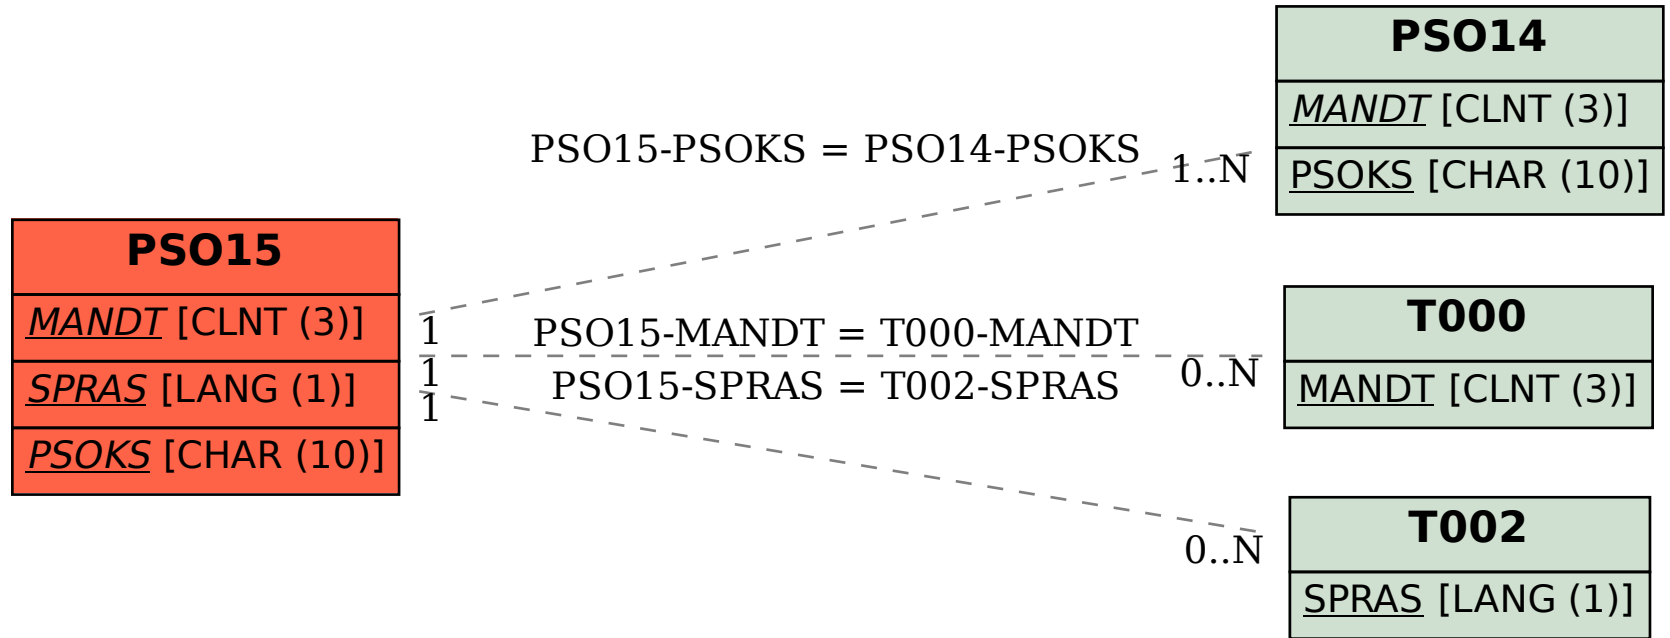 PSO14
MANDT [CLNT (3)]
PSOKS [CHAR (10)]
PSO15-PSOKS = PSO14-PSOKS
1..N
PSO15
MANDT [CLNT (3)]
SPRAS [LANG (1)]
PSOKS [CHAR (10)]
1
PSO15-MANDT = T000-MANDT
1
0..N
PSO15-SPRAS = T002-SPRAS
1
T000
MANDT [CLNT (3)]
0..N
T002
SPRAS [LANG (1)]